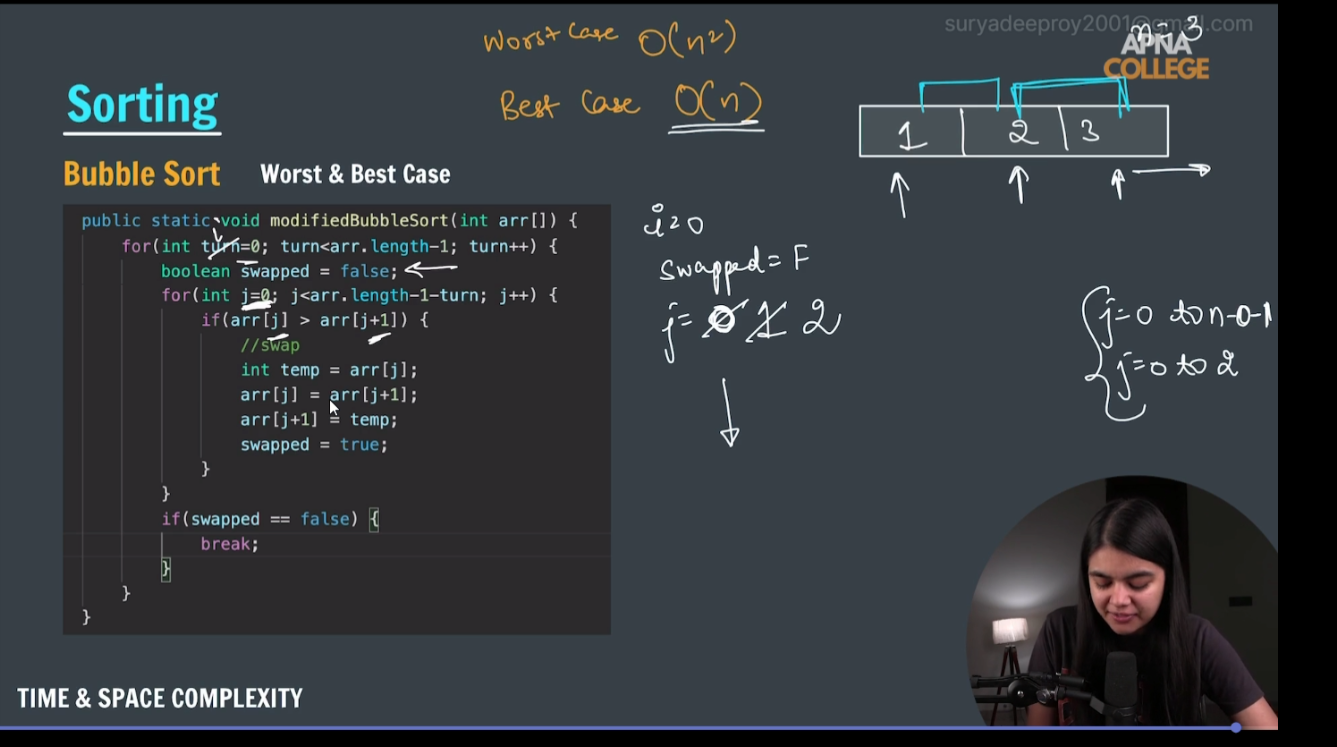 suryadeeproy2001@gmail.com
n=3
APNA
COLLEGE
Worst Case O(n²)
Best Case O(n)
Sorting
1 2 3
Bubble Sort Worst & Best Case
public static void modifiedBubbleSort(int arr[]) {
for(int turn=0; turn<arr.length-1; turn++) {
boolean swapped = false;
for(int j=0; j<arr.length-1-turn; j++) {
if(arr[j] > arr[j+1]) {
//swap
int temp = arr[j];
arr[j] = arr[j+1];
arr[j+1] = temp;
swapped = true;
}
}
if(swapped == false) {
break;
}
}
}
i=0
swapped = F
j= 0 1 2
j=0 to n-0-1
j=0 to 2
TIME & SPACE COMPLEXITY